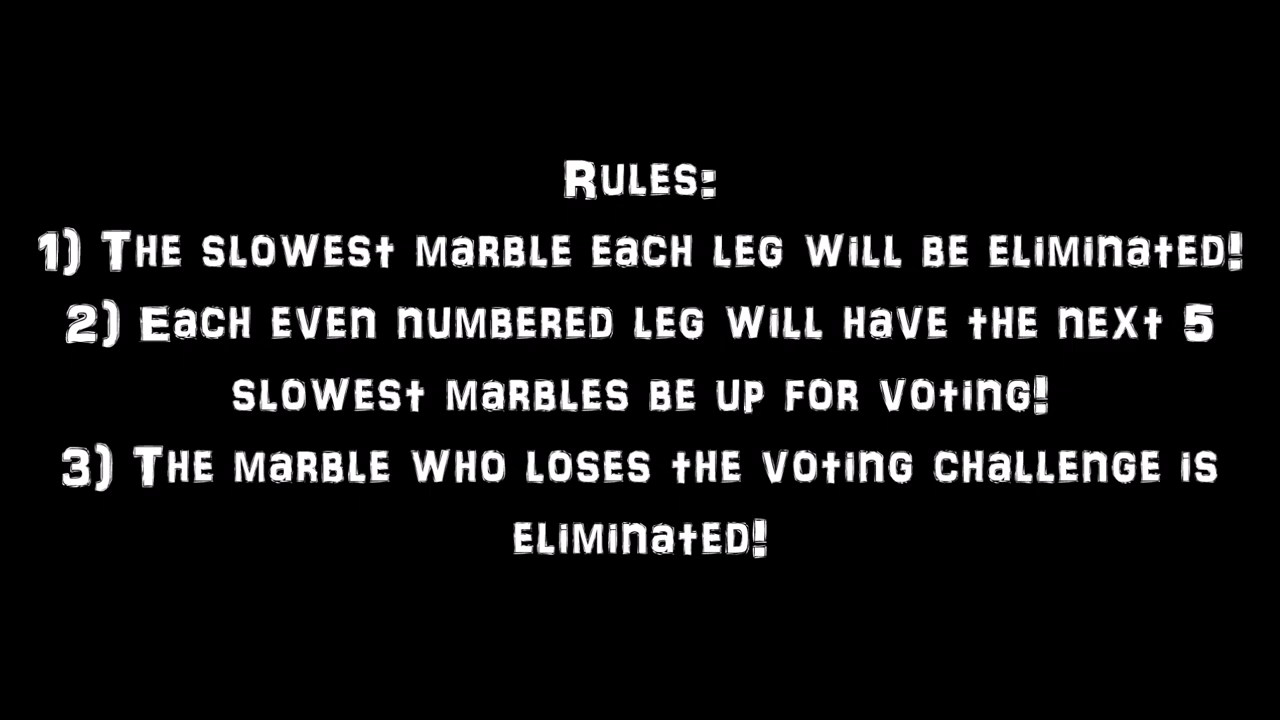 Rules:
1) The slowest marble each leg will be eliminated!
2) Each even numbered leg will have the next 5
slowest marbles be up for voting!
3) The marble who loses the voting challenge is
eliminated!